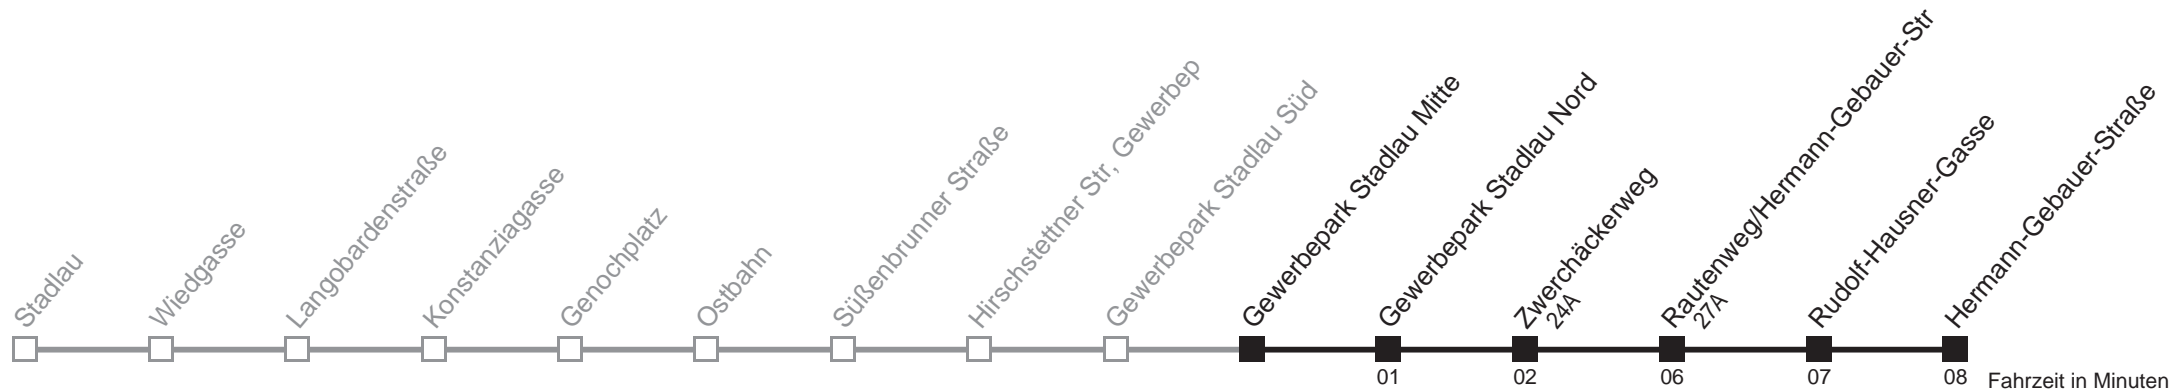 Stadlau
Wiedgasse
Langobardenstraße
Konstanziagasse
Genochplatz
Ostbahn
Süßenbrunner Straße
Hirschstettner Str, Gewerbep
Gewerbepark Stadlau Süd
Gewerbepark Stadlau Mitte
Gewerbepark Stadlau Nord
Zwerchäckerweg
24A
Rautenweg/Hermann-Gebauer-Str
27A
Rudolf-Hausner-Gasse
Hermann-Gebauer-Straße
01 02 06 07 08 Fahrzeit in Minuten